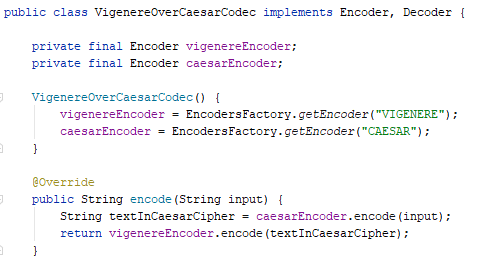 public class VigenereOverCaesarCodec implements Encoder, Decoder {
private final Encoder vigenereEncoder;
private final Encoder caesarEncoder;
VigenereOverCaesarCodec() {
vigenereEncoder = EncodersFactory.getEncoder("VIGENERE");
caesarEncoder = EncodersFactory.getEncoder("CAESAR");
}
@Override
public String encode(String input) {
String textInCaesarCipher = caesarEncoder.encode(input);
return vigenereEncoder.encode(textInCaesarCipher);
}